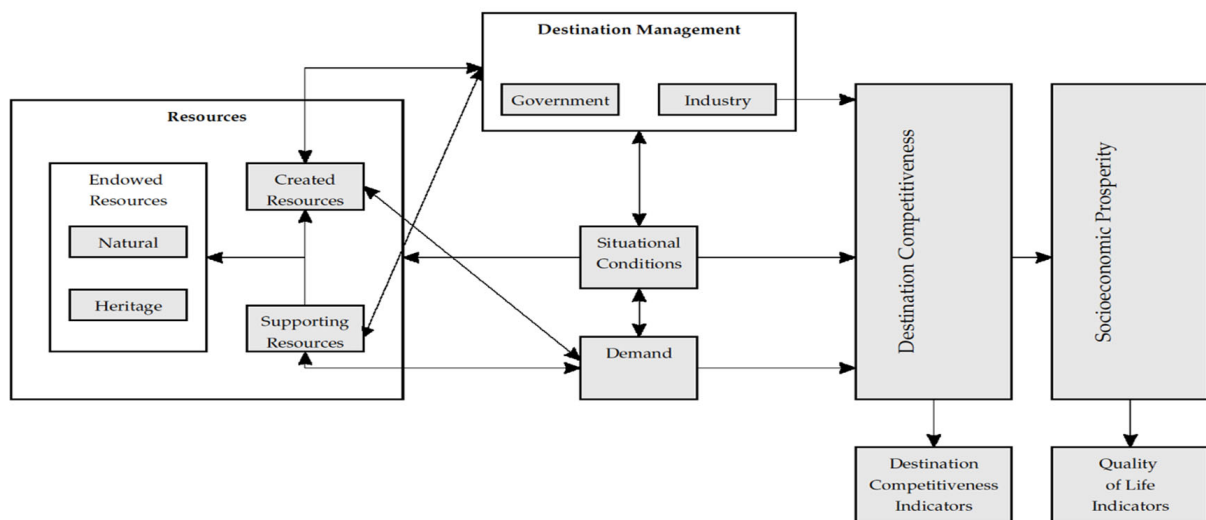 Destination Management
Government
Industry
Resources
Endowed
Resources
Natural
Heritage
Created
Resources
Supporting
Resources
Situational
Conditions
Demand
Destination Competitiveness
Socioeconomic Prosperity
Destination
Competitiveness
Indicators
Quality
of Life
Indicators